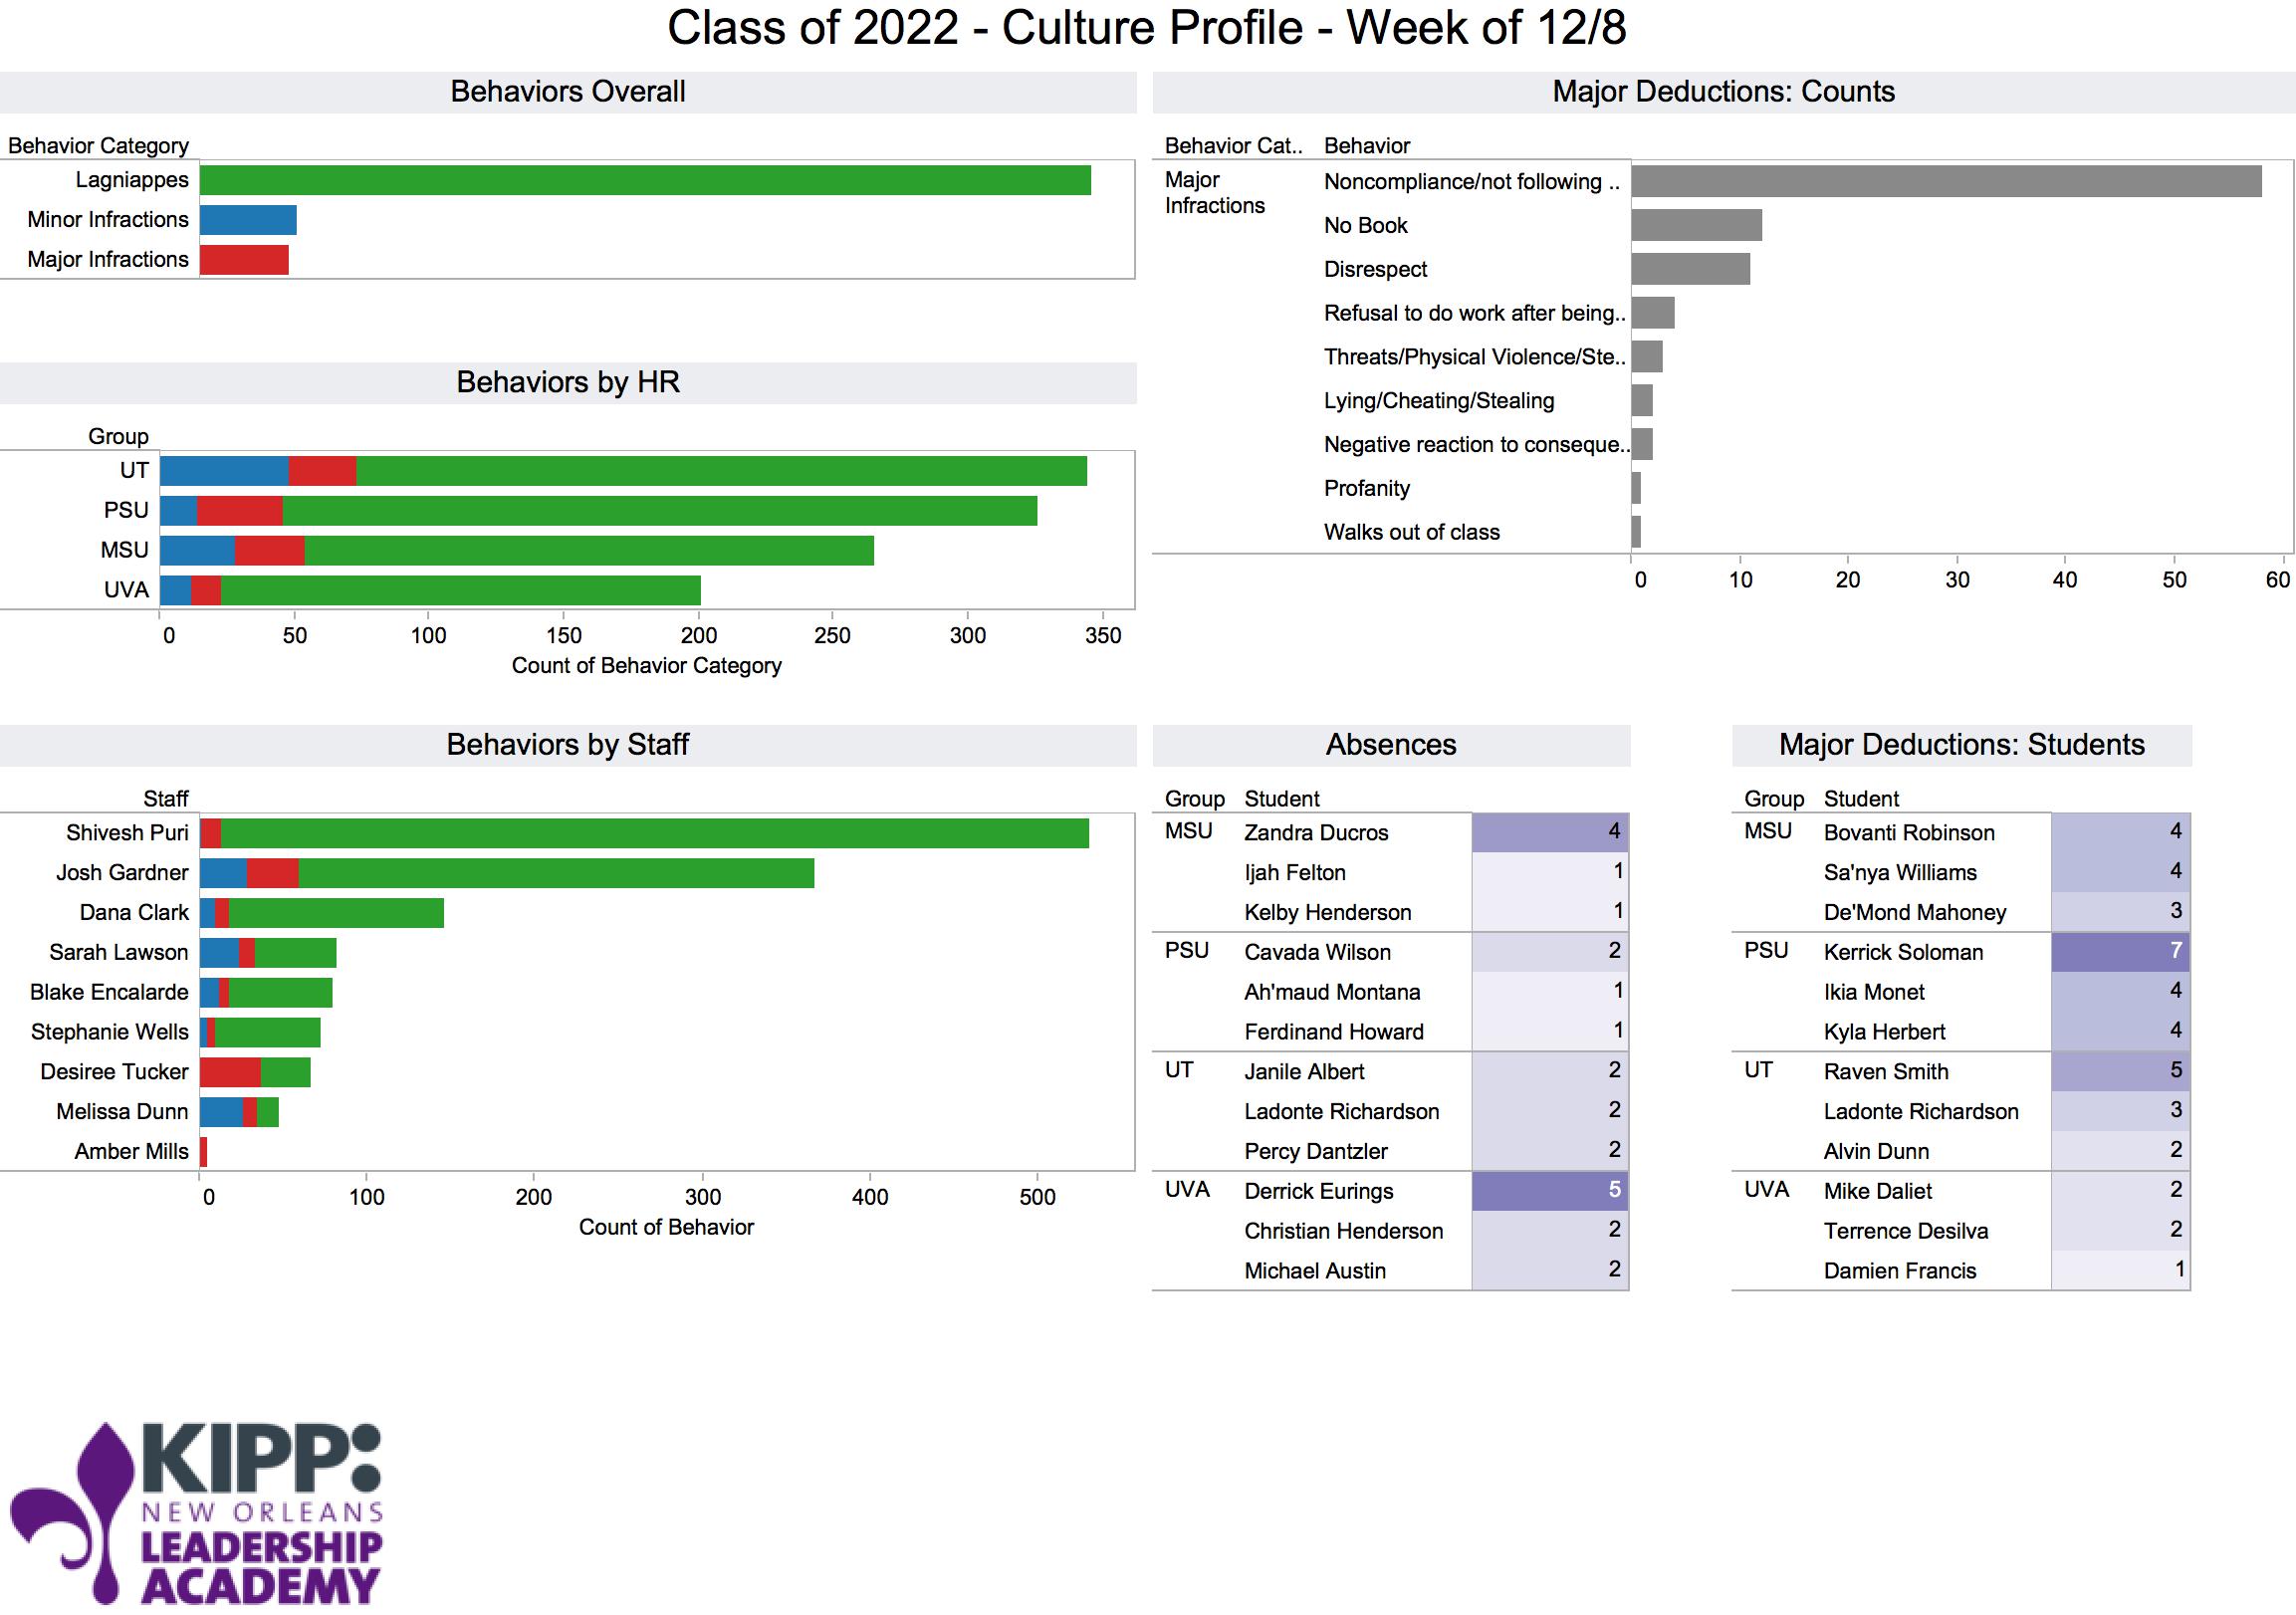 Class of 2022 - Culture Profile - Week of 12/8
Behaviors Overall
Behavior Category
Lagniappes
Minor Infractions
Major Infractions
Behaviors by HR
Group
UT
PSU
MSU
UVA
0 50 100 150 200 250 300 350
Count of Behavior Category
Major Deductions: Counts
Behavior Cat.. Behavior
Major
Infractions
Noncompliance/not following ..
No Book
Disrespect
Refusal to do work after being..
Threats/Physical Violence/Ste..
Lying/Cheating/Stealing
Negative reaction to conseque..
Profanity
Walks out of class
0 10 20 30 40 50 60
Behaviors by Staff
Staff
Shivesh Puri
Josh Gardner
Dana Clark
Sarah Lawson
Blake Encalarde
Stephanie Wells
Desiree Tucker
Melissa Dunn
Amber Mills
0 100 200 300 400 500
Count of Behavior
Absences
Group Student
MSU Zandra Ducros 4
Ijah Felton 1
Kelby Henderson 1
PSU Cavada Wilson 2
Ah'maud Montana 1
Ferdinand Howard 1
UT Janile Albert 2
Ladonte Richardson 2
Percy Dantzler 2
UVA Derrick Eurings 5
Christian Henderson 2
Michael Austin 2
Major Deductions: Students
Group Student
MSU Bovanti Robinson 4
Sa'nya Williams 4
De'Mond Mahoney 3
PSU Kerrick Soloman 7
Ikia Monet 4
Kyla Herbert 4
UT Raven Smith 5
Ladonte Richardson 3
Alvin Dunn 2
UVA Mike Daliet 2
Terrence Desilva 2
Damien Francis 1
KIPP:
NEW ORLEANS
LEADERSHIP
ACADEMY